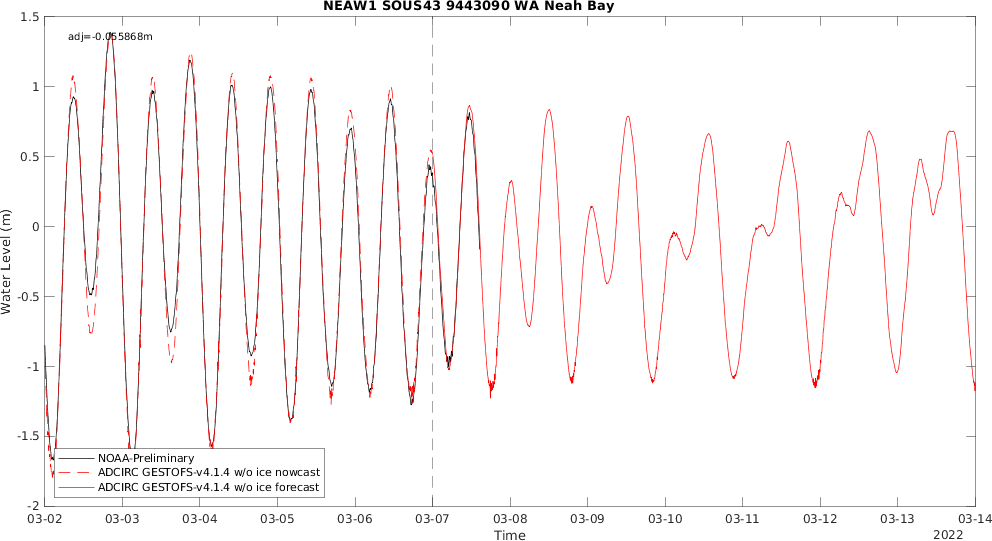 NEAW1 SOUS43 9443090 WA Neah Bay
adj=-0.055868m
1.5
1
0.5
0
-0.5
-1
-1.5
-2
Water Level (m)
NOAA-Preliminary
ADCIRC GESTOFS-v4.1.4 w/o ice nowcast
ADCIRC GESTOFS-v4.1.4 w/o ice forecast
03-02 03-03 03-04 03-05 03-06 03-07 03-08 03-09 03-10 03-11 03-12 03-13 03-14
Time
2022